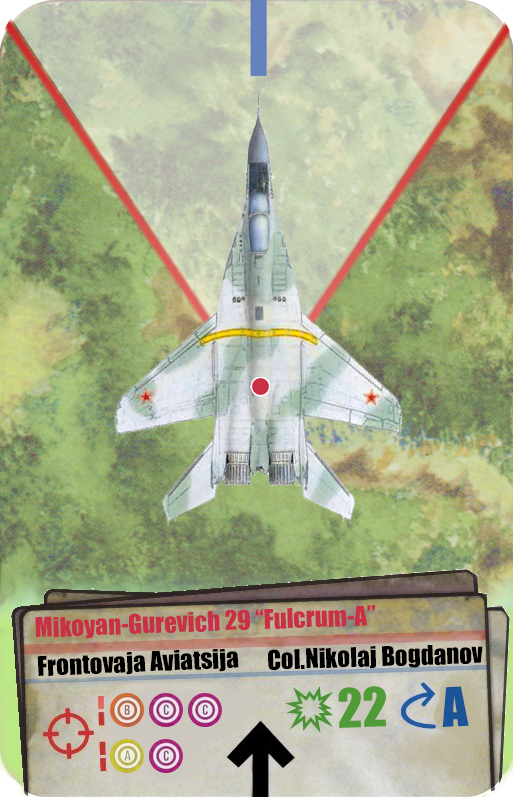 Mikoyan-Gurevich 29 “Fulcrum-A”
Frontovaja Aviatsija Col.Nikolaj Bogdanov
B C C 22 A
A C